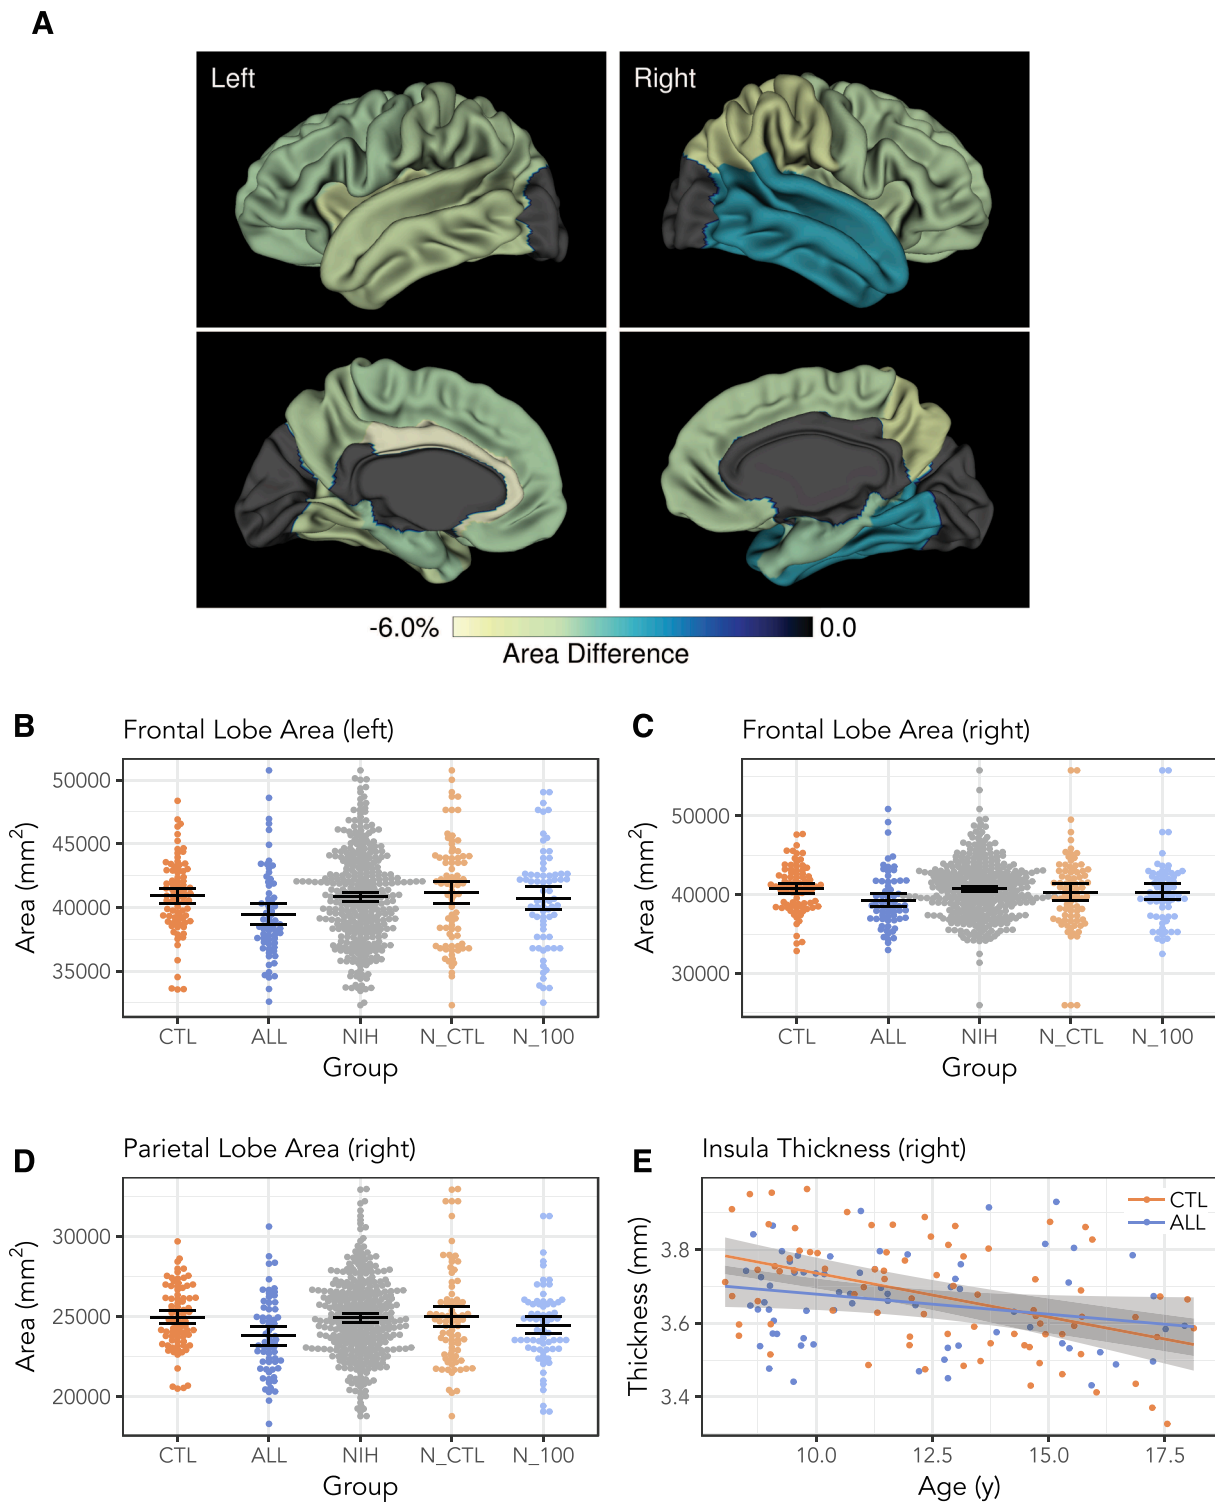 A
Left
Right
-6.0%
0.0
Area Difference
B
Frontal Lobe Area (left)
50000
45000
40000
35000
Area (mm²)
CTL
ALL
NIH
N_CTL
N_100
Group
C
Frontal Lobe Area (right)
50000
40000
30000
Area (mm²)
CTL
ALL
NIH
N_CTL
N_100
Group
D
Parietal Lobe Area (right)
30000
25000
20000
Area (mm²)
CTL
ALL
NIH
N_CTL
N_100
Group
E
Insula Thickness (right)
CTL
ALL
3.8
3.6
3.4
Thickness (mm)
10.0
12.5
15.0
17.5
Age (y)